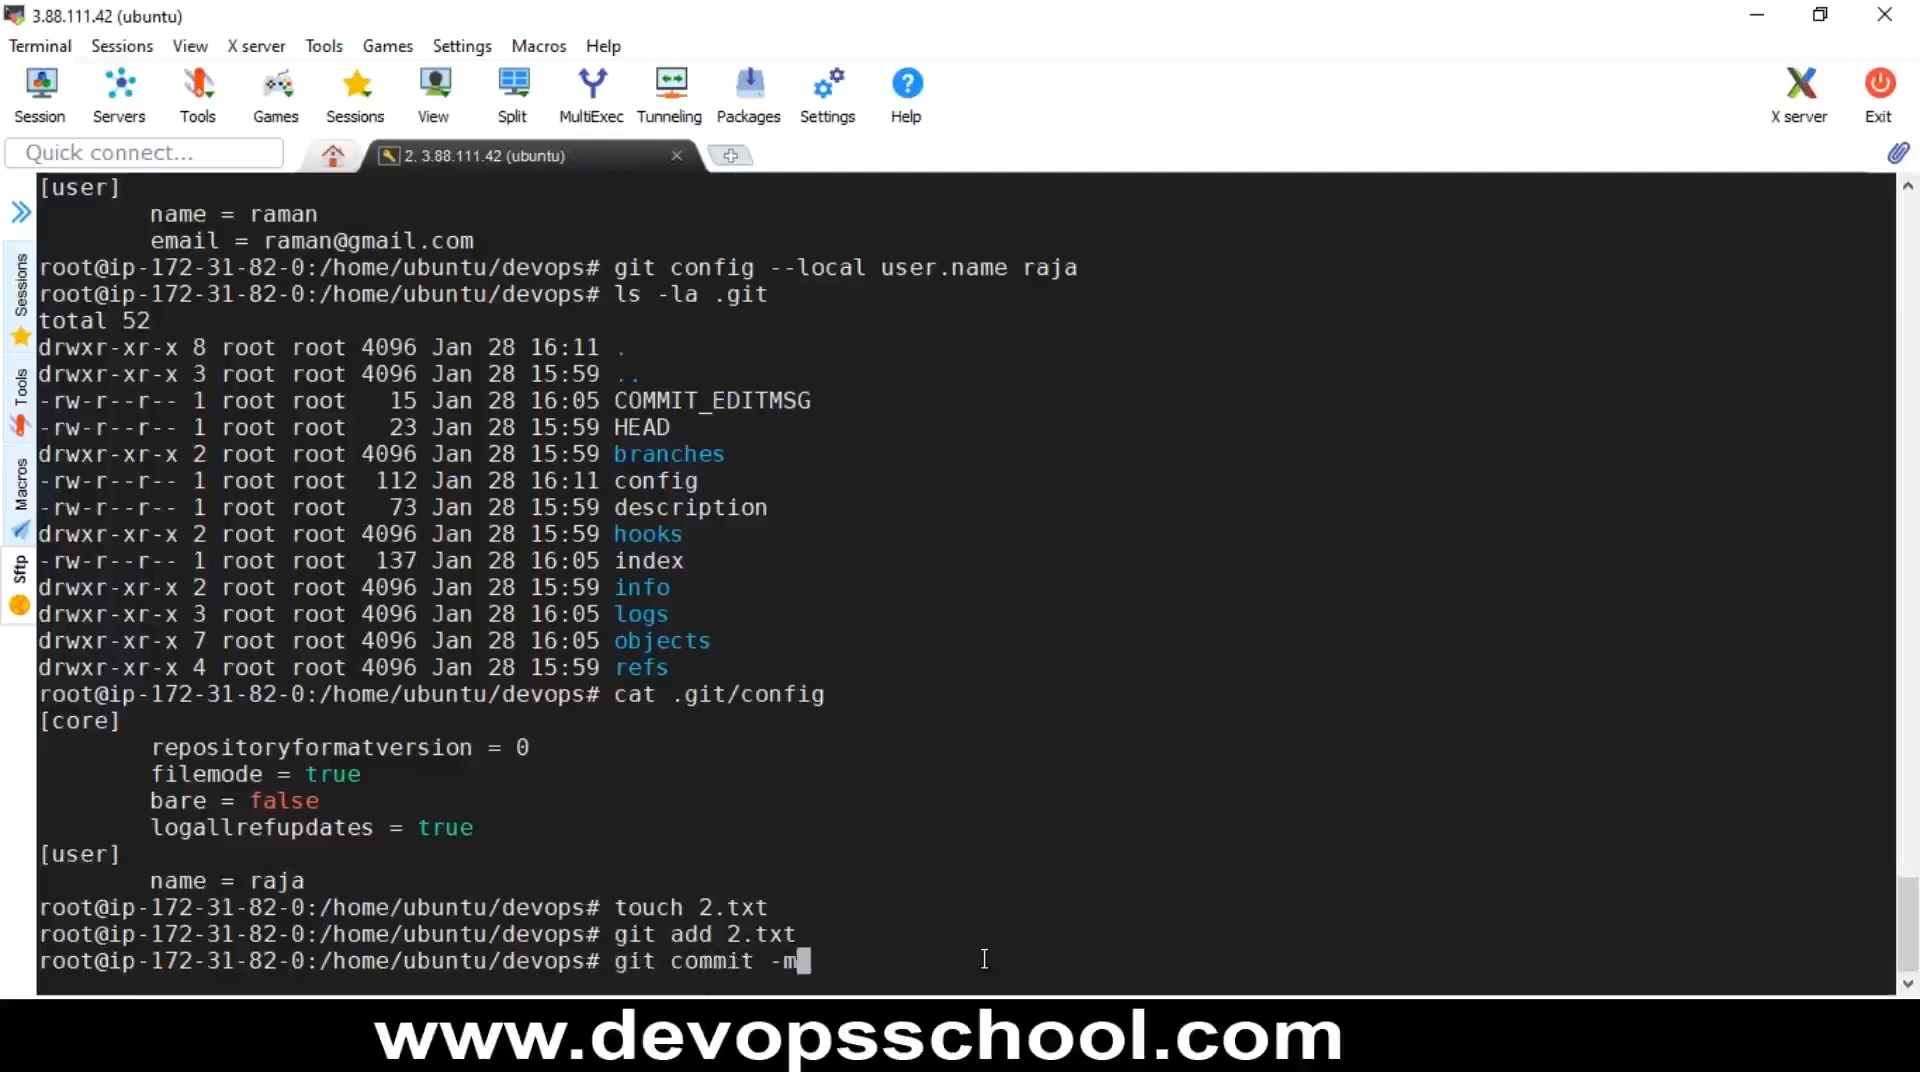 3.88.111.42 (ubuntu)
Terminal Sessions View X server Tools Games Settings Macros Help
Session Servers Tools Games Sessions View Split MultiExec Tunneling Packages Settings Help X server Exit
Quick connect...
2. 3.88.111.42 (ubuntu)
Sessions
Tools
Macros
Sftp
[user]
name = raman
email = raman@gmail.com
root@ip-172-31-82-0:/home/ubuntu/devops# git config --local user.name raja
root@ip-172-31-82-0:/home/ubuntu/devops# ls -la .git
total 52
drwxr-xr-x 8 root root 4096 Jan 28 16:11 .
drwxr-xr-x 3 root root 4096 Jan 28 15:59 ..
-rw-r--r-- 1 root root 15 Jan 28 16:05 COMMIT_EDITMSG
-rw-r--r-- 1 root root 23 Jan 28 15:59 HEAD
drwxr-xr-x 2 root root 4096 Jan 28 15:59 branches
-rw-r--r-- 1 root root 112 Jan 28 16:11 config
-rw-r--r-- 1 root root 73 Jan 28 15:59 description
drwxr-xr-x 2 root root 4096 Jan 28 15:59 hooks
-rw-r--r-- 1 root root 137 Jan 28 16:05 index
drwxr-xr-x 2 root root 4096 Jan 28 15:59 info
drwxr-xr-x 3 root root 4096 Jan 28 16:05 logs
drwxr-xr-x 7 root root 4096 Jan 28 16:05 objects
drwxr-xr-x 4 root root 4096 Jan 28 15:59 refs
root@ip-172-31-82-0:/home/ubuntu/devops# cat .git/config
[core]
repositoryformatversion = 0
filemode = true
bare = false
logallrefupdates = true
[user]
name = raja
root@ip-172-31-82-0:/home/ubuntu/devops# touch 2.txt
root@ip-172-31-82-0:/home/ubuntu/devops# git add 2.txt
root@ip-172-31-82-0:/home/ubuntu/devops# git commit -m
www.devopsschool.com